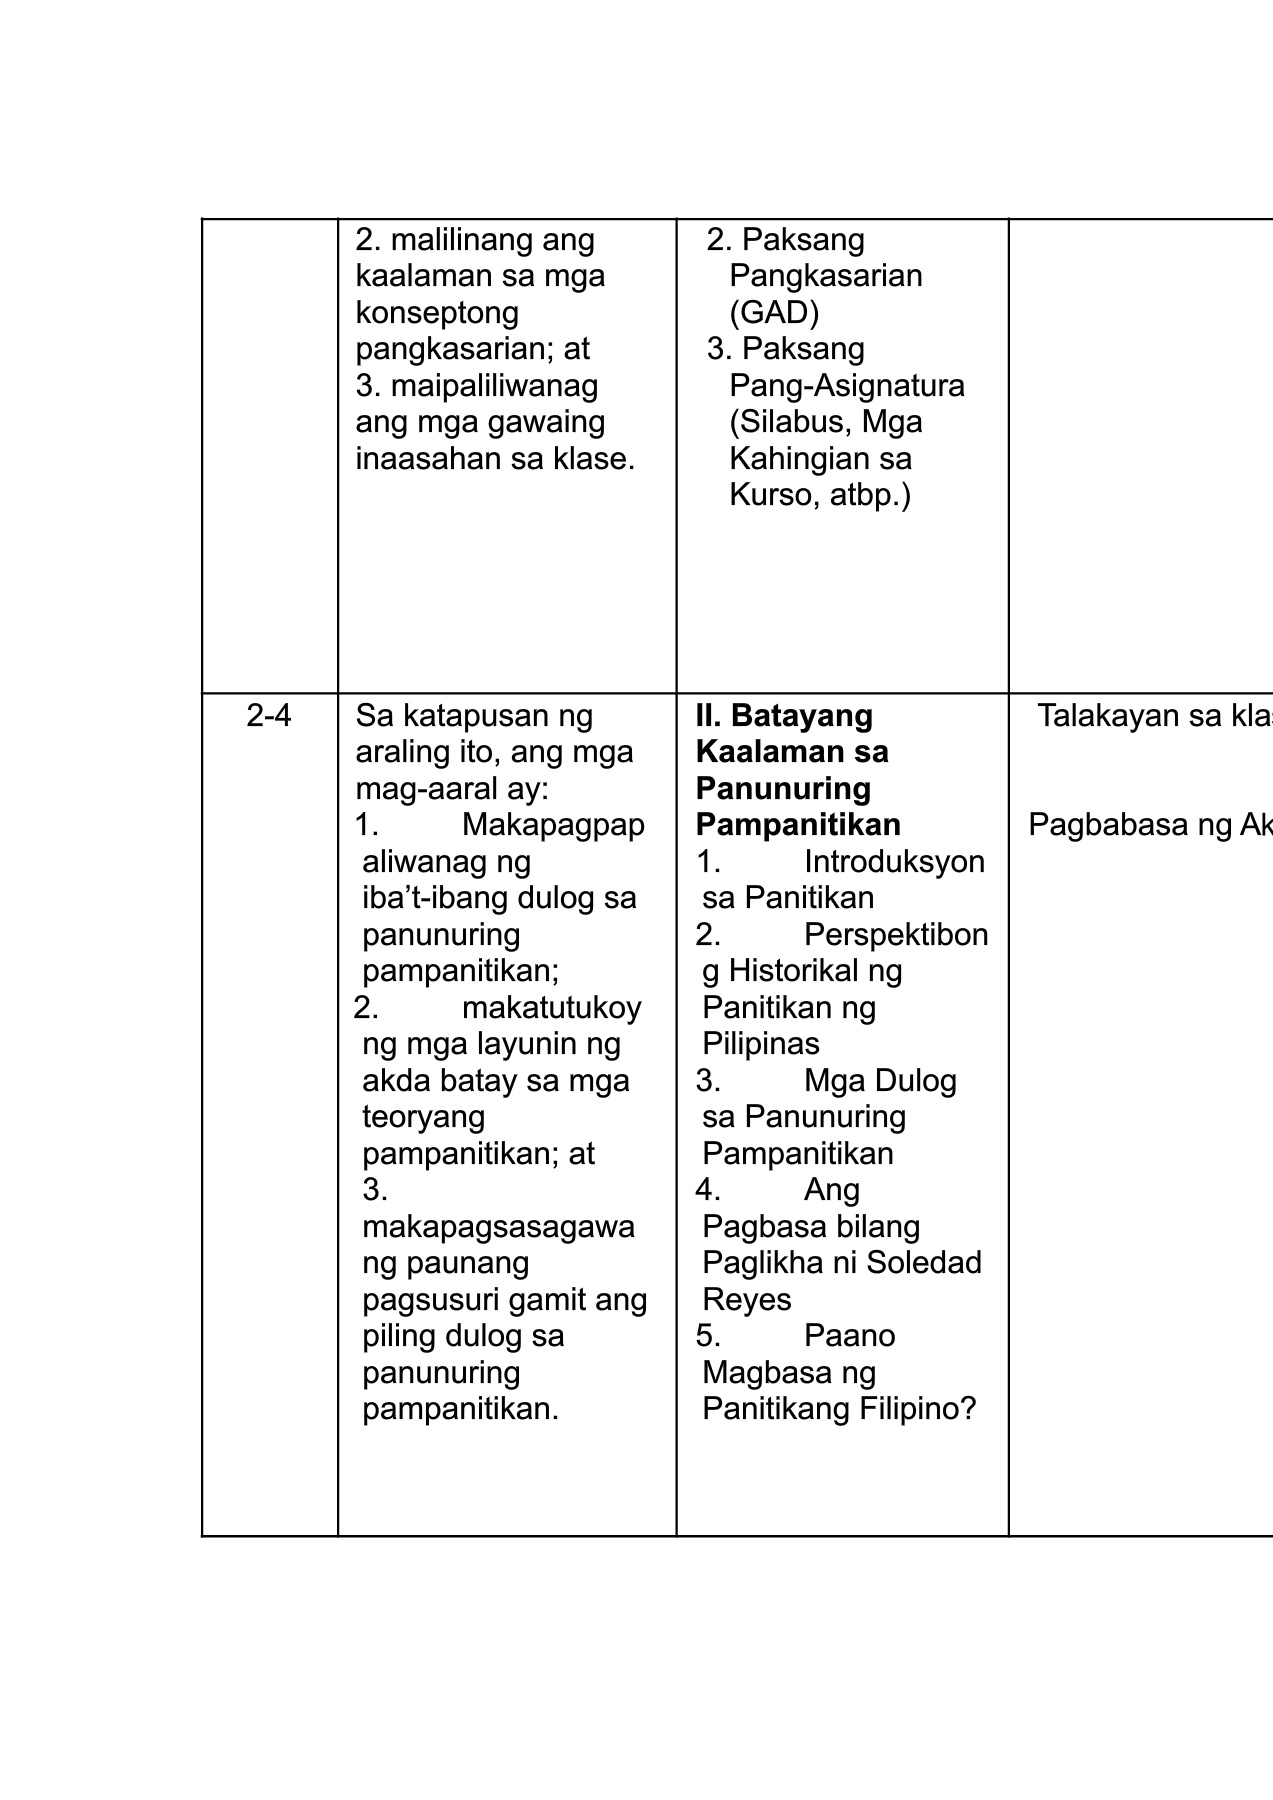 2. malilinang ang
kaalaman sa mga
konseptong
pangkasarian; at
3. maipaliliwanag
ang mga gawaing
inaasahan sa klase.
2. Paksang
Pangkasarian
(GAD)
3. Paksang
Pang-Asignatura
(Silabus, Mga
Kahingian sa
Kurso, atbp.)
2-4
Sa katapusan ng
araling ito, ang mga
mag-aaral ay:
1. Makapagpap
aliwanag ng
iba’t-ibang dulog sa
panunuring
pampanitikan;
2. makatutukoy
ng mga layunin ng
akda batay sa mga
teoryang
pampanitikan; at
3.
makapagsasagawa
ng paunang
pagsusuri gamit ang
piling dulog sa
panunuring
pampanitikan.
II. Batayang
Kaalaman sa
Panunuring
Pampanitikan
1. Introduksyon
sa Panitikan
2. Perspektibon
g Historikal ng
Panitikan ng
Pilipinas
3. Mga Dulog
sa Panunuring
Pampanitikan
4. Ang
Pagbasa bilang
Paglikha ni Soledad
Reyes
5. Paano
Magbasa ng
Panitikang Filipino?
Talakayan sa
Pagbabasa ng